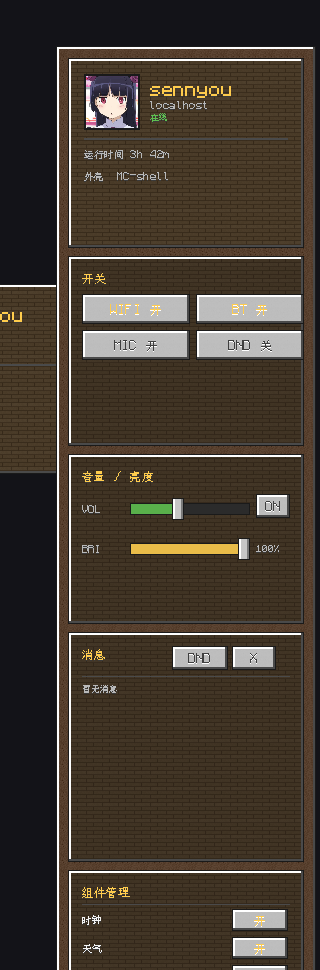 sennyou
localhost
在线
运行时间 3h 42m
外壳 MC-shell
ou
开关
WIFI 开
BT 开
MIC 开
DND 关
音量 / 亮度
VOL
ON
BRI
100%
消息
DND
X
暂无消息
组件管理
时钟
开
天气
开